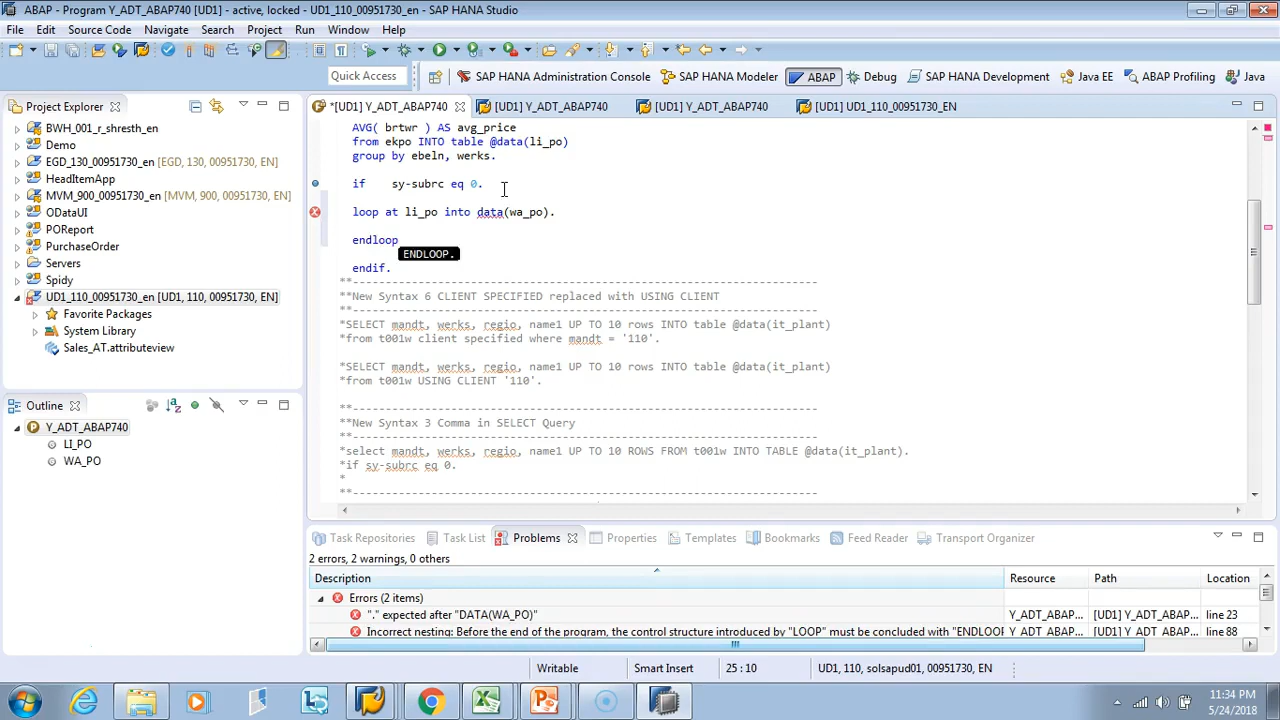 ABAP - Program Y_ADT_ABAP740 [UD1] - active, locked - UD1_110_00951730_en - SAP HANA Studio
File Edit Source Code Navigate Search Project Run Window Help
Quick Access SAP HANA Administration Console SAP HANA Modeler ABAP Debug SAP HANA Development Java EE ABAP Profiling Java
Project Explorer
BWH_001_r_shresth_en
Demo
EGD_130_00951730_en [EGD, 130, 00951730, EN]
HeadItemApp
MVM_900_00951730_en [MVM, 900, 00951730, EN]
ODataUI
POReport
PurchaseOrder
Servers
Spidy
UD1_110_00951730_en [UD1, 110, 00951730, EN]
Favorite Packages
System Library
Sales_AT.attributeview
Outline
Y_ADT_ABAP740
LI_PO
WA_PO
*[UD1] Y_ADT_ABAP740 [UD1] Y_ADT_ABAP740 [UD1] Y_ADT_ABAP740 [UD1] UD1_110_00951730_EN
AVG( brtwr ) AS avg_price
from ekpo INTO table @data(li_po)
group by ebeln, werks.
if    sy-subrc eq 0.
loop at li_po into data(wa_po).
endloop
ENDLOOP.
endif.
**-----------------------------------------------------------------
**New Syntax 6 CLIENT SPECIFIED replaced with USING CLIENT
**-----------------------------------------------------------------
*SELECT mandt, werks, regio, name1 UP TO 10 rows INTO table @data(it_plant)
*from t001w client specified where mandt = '110'.
*SELECT mandt, werks, regio, name1 UP TO 10 rows INTO table @data(it_plant)
*from t001w USING CLIENT '110'.
**-----------------------------------------------------------------
**New Syntax 3 Comma in SELECT Query
**-----------------------------------------------------------------
*select mandt, werks, regio, name1 UP TO 10 ROWS FROM t001w INTO TABLE @data(it_plant).
*if sy-subrc eq 0.
*
**-----------------------------------------------------------------
Task Repositories Task List Problems Properties Templates Bookmarks Feed Reader Transport Organizer
2 errors, 2 warnings, 0 others
Description Resource Path Location
Errors (2 items)
"." expected after "DATA(WA_PO)" Y_ADT_ABAP... [UD1] Y_ADT_ABAP... line 23
Incorrect nesting: Before the end of the program, the control structure introduced by "LOOP" must be concluded with "ENDLOOP Y_ADT_ABAP... [UD1] Y_ADT_ABAP... line 88
Writable Smart Insert 25 : 10 UD1, 110, solsapud01, 00951730, EN
11:34 PM
5/24/2018